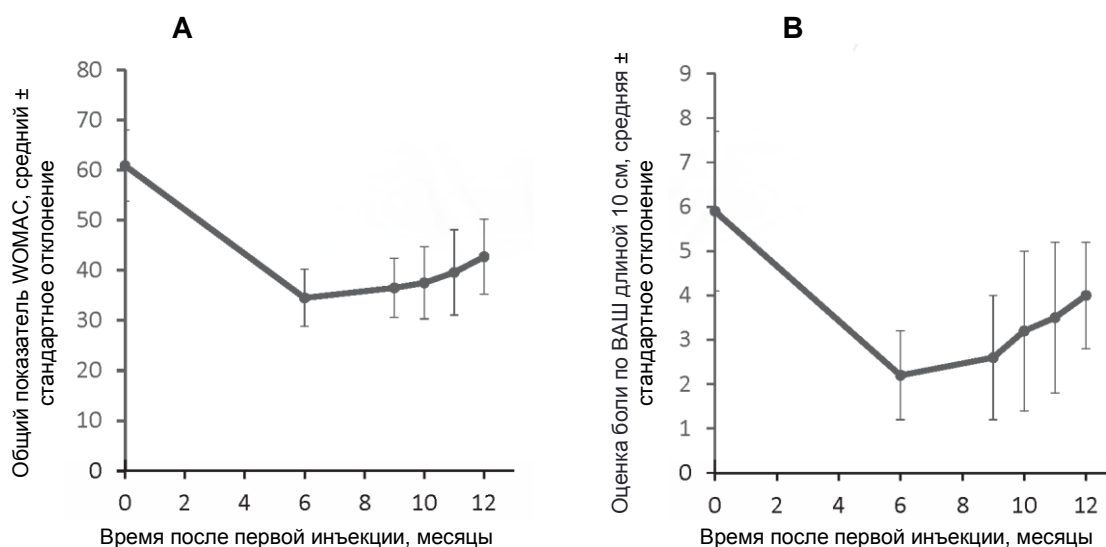 A
Общий показатель WOMAC, средний ±
стандартное отклонение
80
70
60
50
40
30
20
10
0
0 2 4 6 8 10 12
Время после первой инъекции, месяцы
B
Оценка боли по ВАШ длиной 10 см, средняя ±
стандартное отклонение
9
8
7
6
5
4
3
2
1
0
0 2 4 6 8 10 12
Время после первой инъекции, месяцы